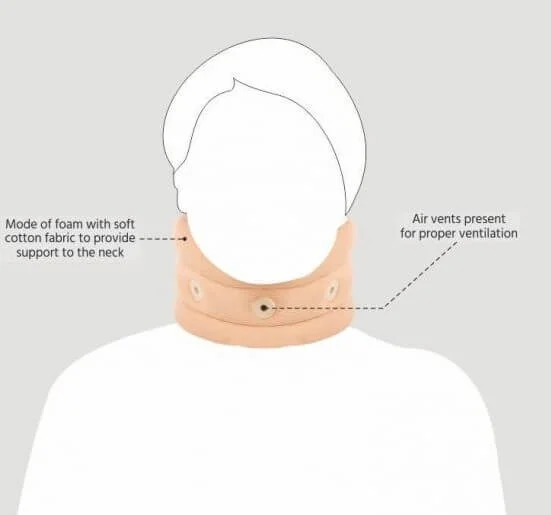 Mode of foam with soft
cotton fabric to provide
support to the neck
Air vents present
for proper ventilation